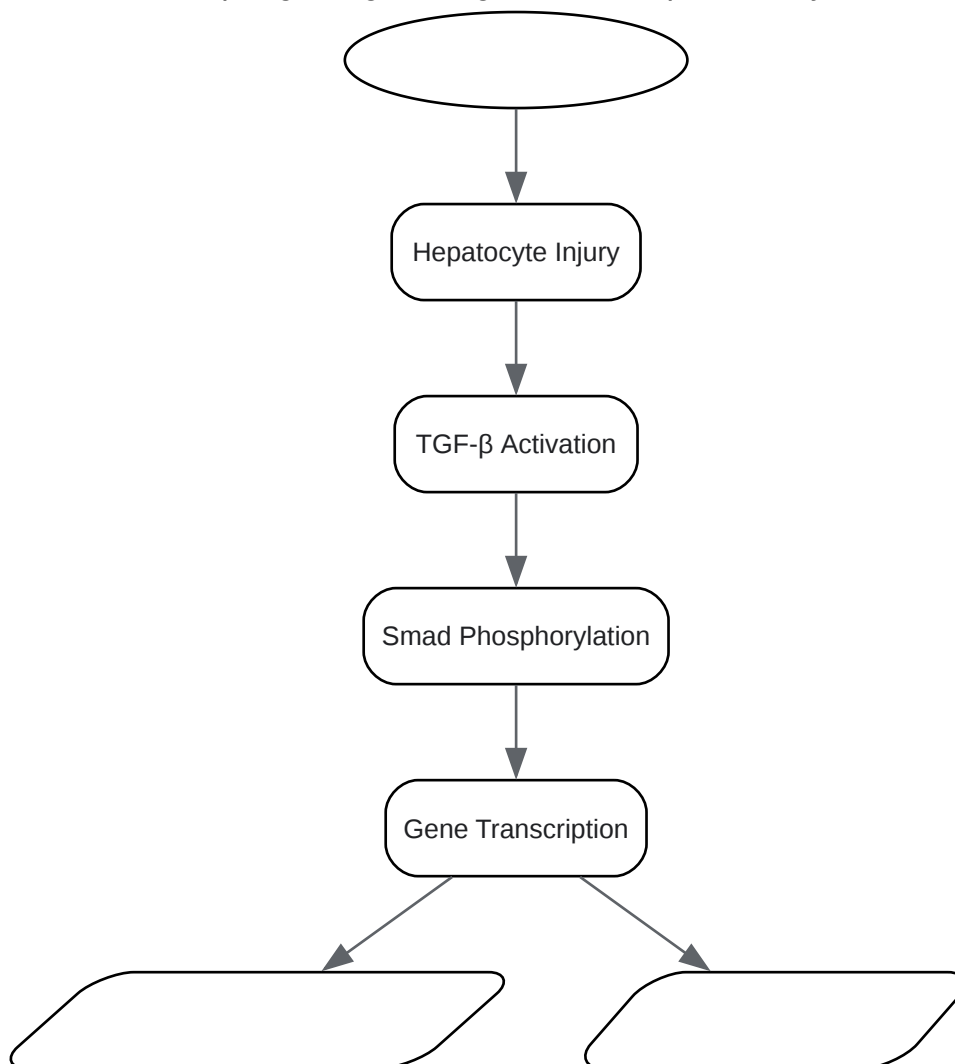 Hepatocyte Injury
TGF-β Activation
Smad Phosphorylation
Gene Transcription